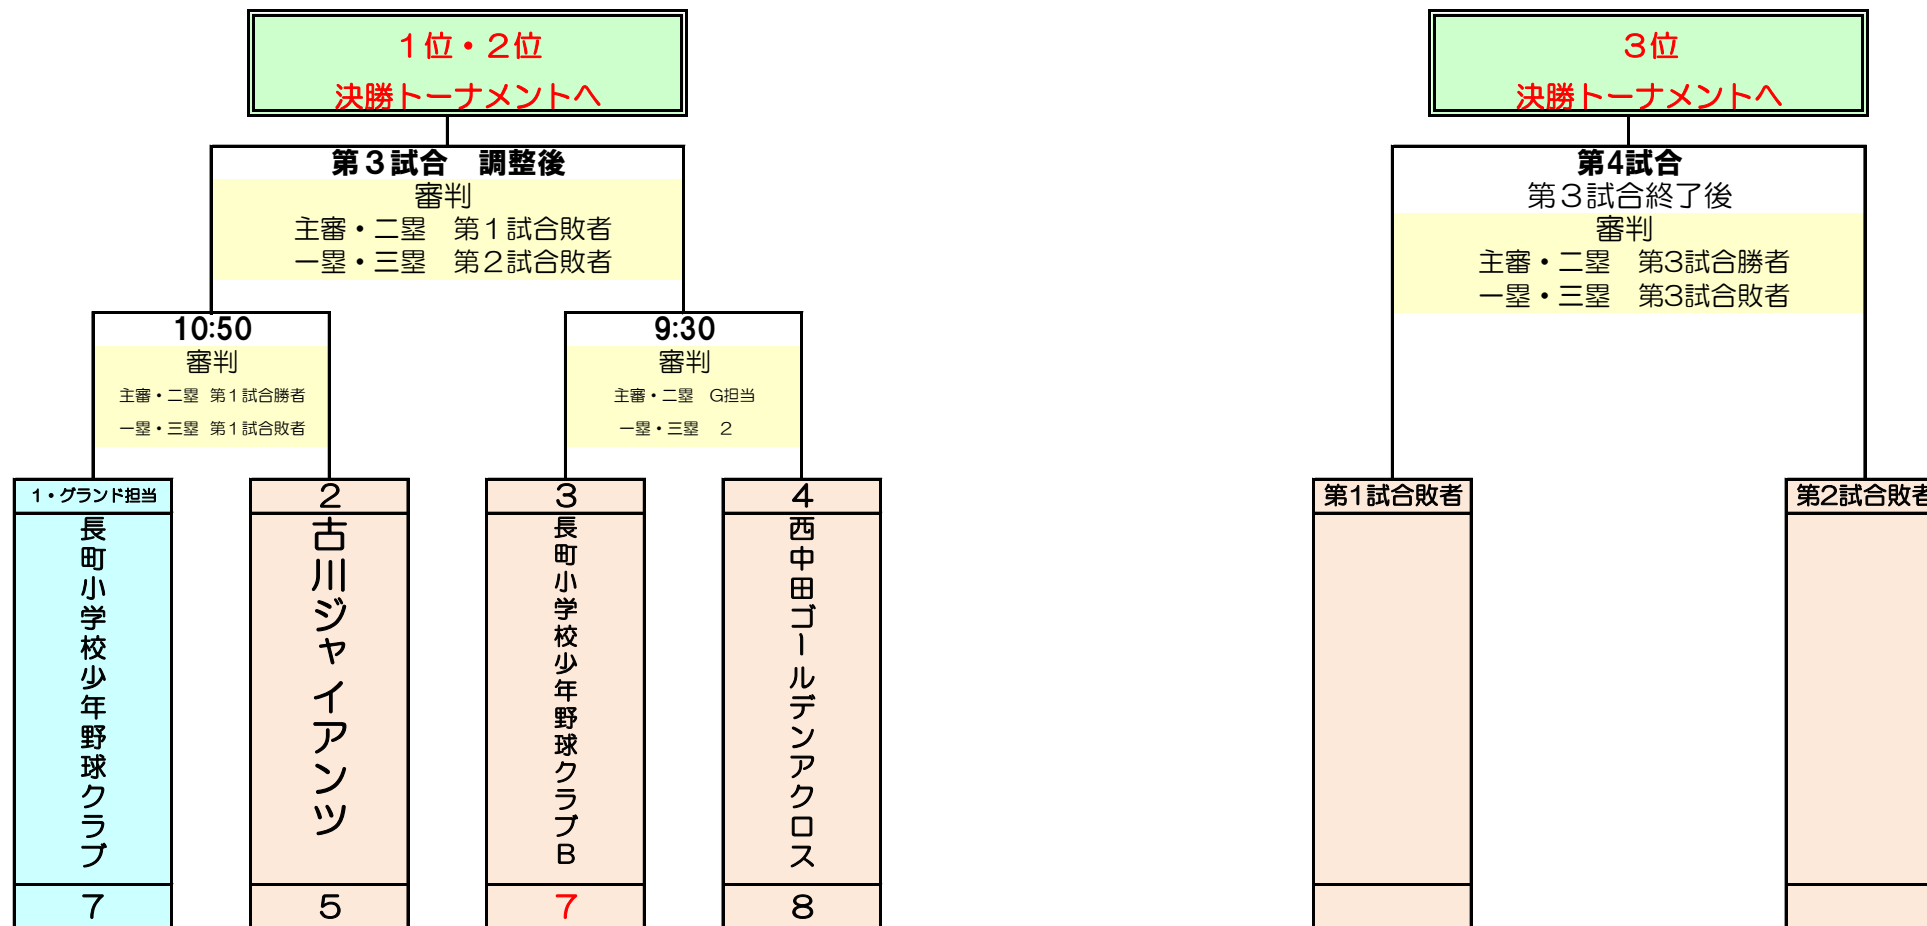 １位・２位
決勝トーナメントへ
第３試合　調整後
審判
主審・二塁　第１試合敗者
一塁・三塁　第２試合敗者
10:50
審判
主審・二塁 第１試合勝者
一塁・三塁 第１試合敗者
9:30
審判
主審・二塁　G担当
一塁・三塁　２
1・グランド担当
長町小学校少年野球クラブ
7
2
古川ジャイアンツ
5
3
長町小学校少年野球クラブB
7
4
西中田ゴールデンアクロス
8
３位
決勝トーナメントへ
第4試合
第３試合終了後
審判
主審・二塁　第3試合勝者
一塁・三塁　第3試合敗者
第1試合敗者
第2試合敗者